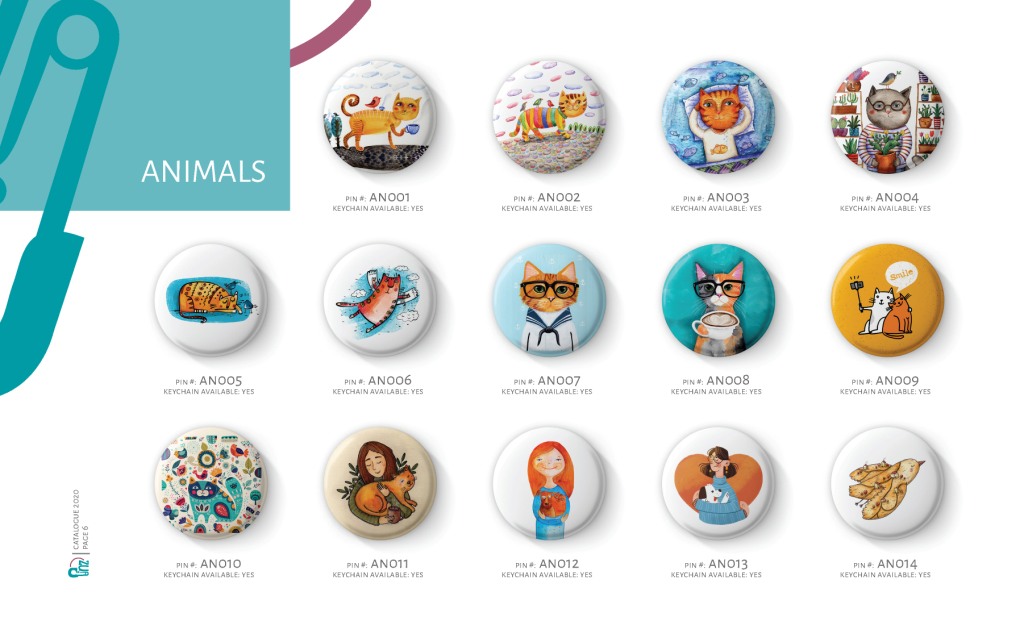 ANIMALS
PIN #: AN001
KEYCHAIN AVAILABLE: YES
PIN #: AN002
KEYCHAIN AVAILABLE: YES
PIN #: AN003
KEYCHAIN AVAILABLE: YES
PIN #: AN004
KEYCHAIN AVAILABLE: YES
PIN #: AN005
KEYCHAIN AVAILABLE: YES
PIN #: AN006
KEYCHAIN AVAILABLE: YES
PIN #: AN007
KEYCHAIN AVAILABLE: YES
PIN #: AN008
KEYCHAIN AVAILABLE: YES
Smile
PIN #: AN009
KEYCHAIN AVAILABLE: YES
PIN #: AN010
KEYCHAIN AVAILABLE: YES
PIN #: AN011
KEYCHAIN AVAILABLE: YES
PIN #: AN012
KEYCHAIN AVAILABLE: YES
PIN #: AN013
KEYCHAIN AVAILABLE: YES
PIN #: AN014
KEYCHAIN AVAILABLE: YES
CATALOGUE 2020
PAGE 6